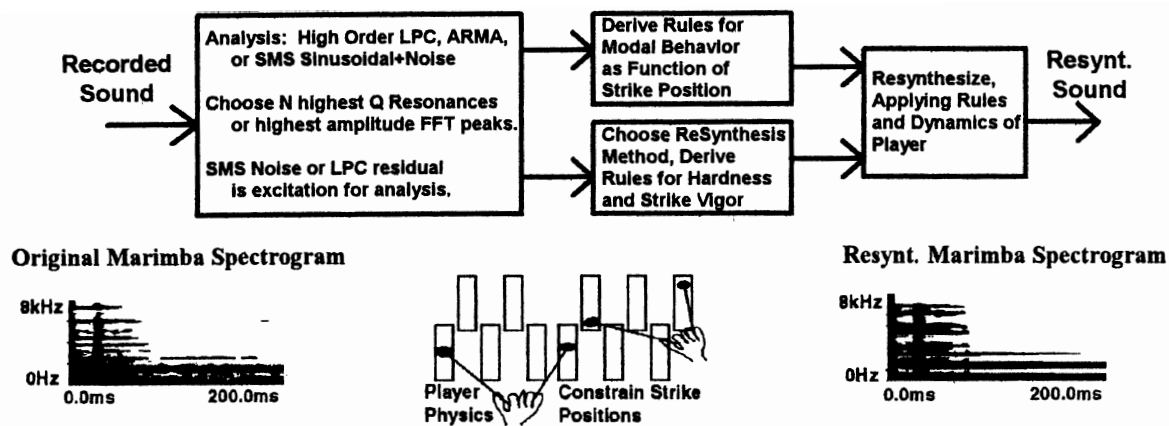 Recorded
Sound
Analysis: High Order LPC, ARMA,
or SMS Sinusoidal+Noise
Choose N highest Q Resonances
or highest amplitude FFT peaks.
SMS Noise or LPC residual
is excitation for analysis.
Derive Rules for
Modal Behavior
as Function of
Strike Position
Choose ReSynthesis
Method, Derive
Rules for Hardness
and Strike Vigor
Resynthesize,
Applying Rules
and Dynamics of
Player
Resynt.
Sound
Original Marimba Spectrogram
8kHz
0Hz
0.0ms
200.0ms
Player
Physics
Constrain Strike
Positions
Resynt. Marimba Spectrogram
8kHz
0Hz
0.0ms
200.0ms